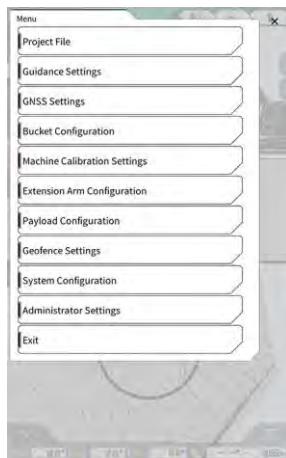 Menu
Project File
Guidance Settings
GNSS Settings
Bucket Configuration
Machine Calibration Settings
Extension Arm Configuration
Payload Configuration
Geofence Settings
System Configuration
Administrator Settings
Exit